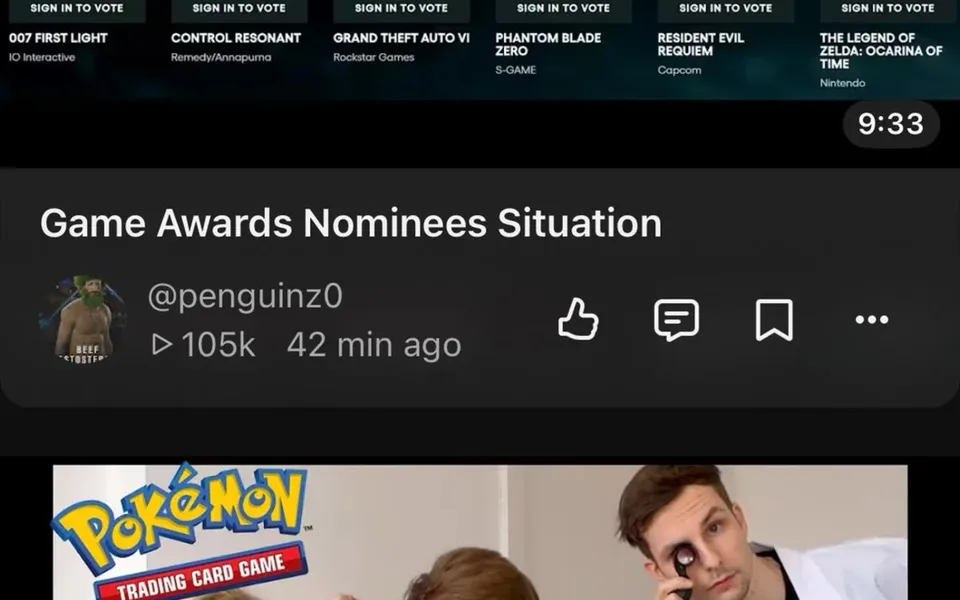 SIGN IN TO VOTE SIGN IN TO VOTE SIGN IN TO VOTE SIGN IN TO VOTE SIGN IN TO VOTE SIGN IN TO VOTE
007 FIRST LIGHT
IO Interactive
CONTROL RESONANT
Remedy/Annapurna
GRAND THEFT AUTO VI
Rockstar Games
PHANTOM BLADE
ZERO
S-GAME
RESIDENT EVIL
REQUIEM
Capcom
THE LEGEND OF
ZELDA: OCARINA OF
TIME
Nintendo
9:33
Game Awards Nominees Situation
@penguinz0
105k 42 min ago
BEEF
POKéMON
TRADING CARD GAME